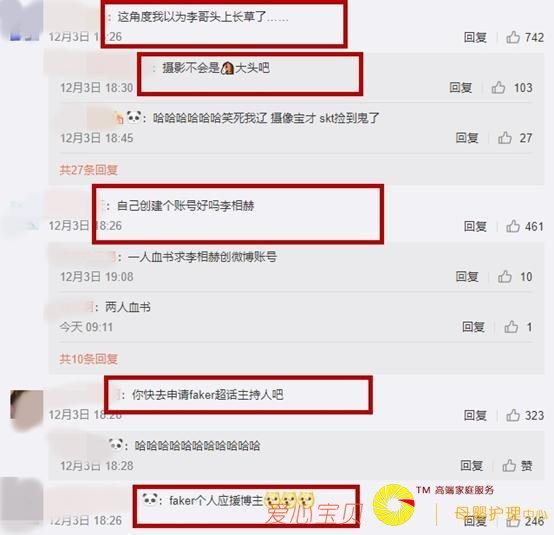 ：这角度我以为李哥头上长草了……
12月3日 18:26 回复 742
：摄影不会是大头吧
12月3日 18:30 回复 103
：哈哈哈哈哈哈笑死我辽 摄像宝才 skt捡到鬼了
12月3日 18:45 回复 27
共27条回复
：自己创建个账号好吗李相赫
12月3日 18:26 回复 461
：一人血书求李相赫创微博账号
12月3日 19:08 回复 10
：两人血书
今天 09:11 回复 1
共10条回复
：你快去申请faker超话主持人吧
12月3日 18:26 回复 323
：哈哈哈哈哈哈哈哈哈哈哈
12月3日 18:28 回复 赞
：faker个人应援博主
12月3日 18:26 回复 246
爱心宝贝
TM 高端家庭服务
母婴护理中心